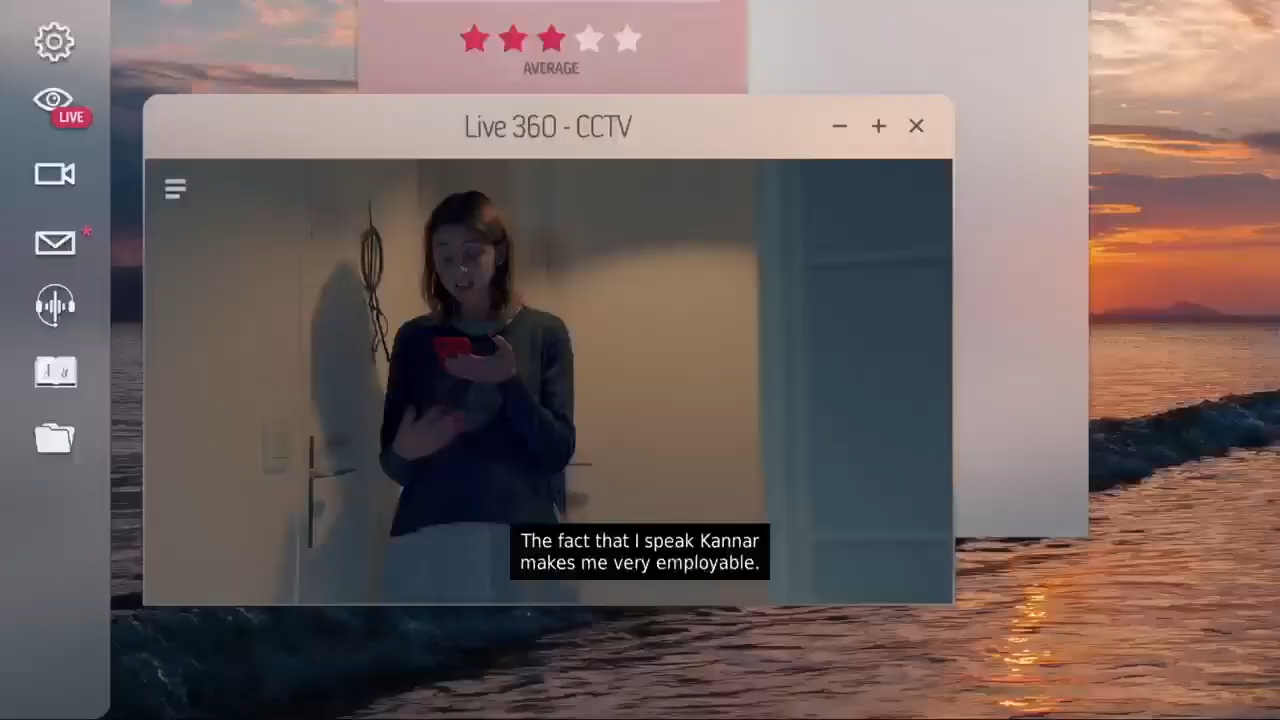 AVERAGE
LIVE
Live 360 - CCTV
The fact that I speak Kannar
makes me very employable.